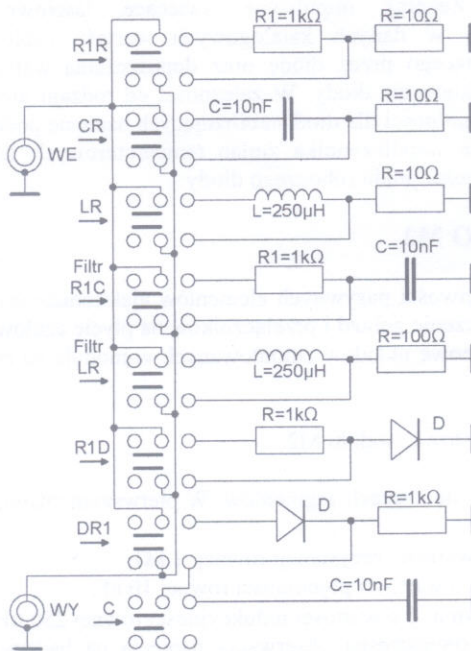 R1R R1=1kΩ R=10Ω
CR C=10nF R=10Ω
WE
LR L=250µH R=10Ω
Filtr R1C R1=1kΩ C=10nF
Filtr LR L=250µH R=100Ω
R1D R=1kΩ D
DR1 D R=1kΩ
WY C C=10nF